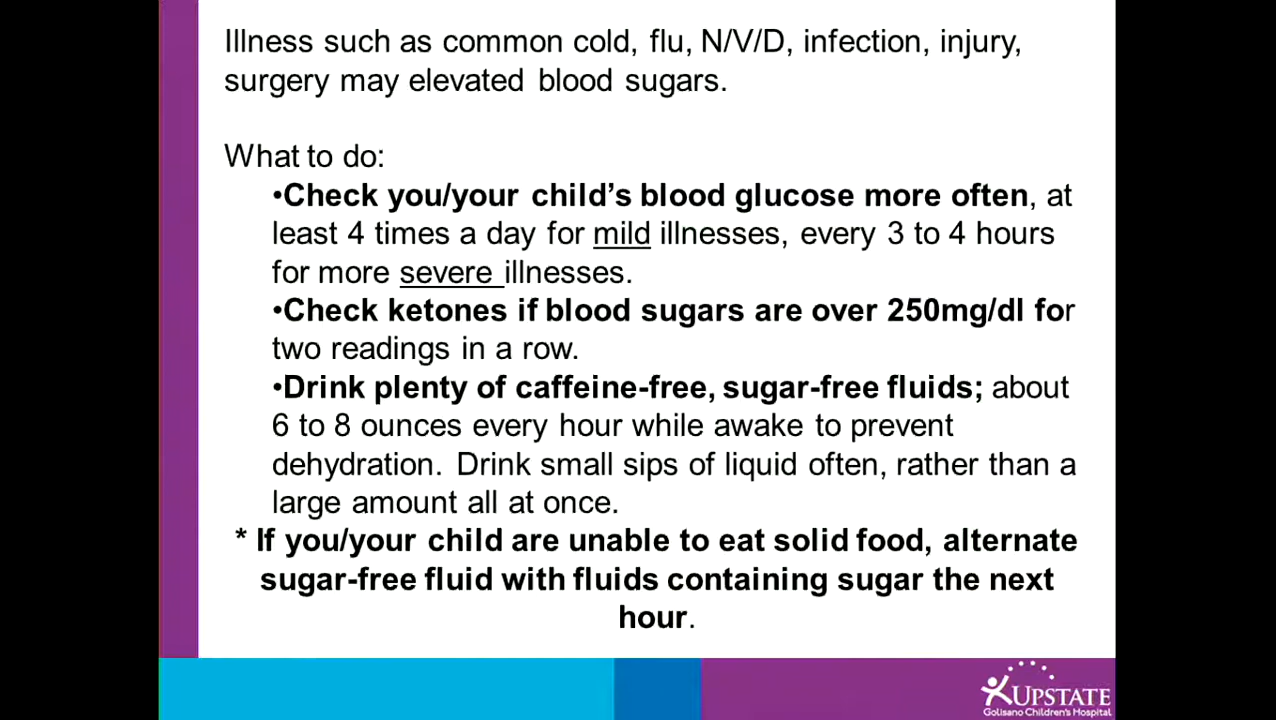 Illness such as common cold, flu, N/V/D, infection, injury,
surgery may elevated blood sugars.
What to do:
•Check you/your child’s blood glucose more often, at
least 4 times a day for mild illnesses, every 3 to 4 hours
for more severe illnesses.
•Check ketones if blood sugars are over 250mg/dl for
two readings in a row.
•Drink plenty of caffeine-free, sugar-free fluids; about
6 to 8 ounces every hour while awake to prevent
dehydration. Drink small sips of liquid often, rather than a
large amount all at once.
* If you/your child are unable to eat solid food, alternate
sugar-free fluid with fluids containing sugar the next
hour.
UPSTATE
Golisano Children's Hospital